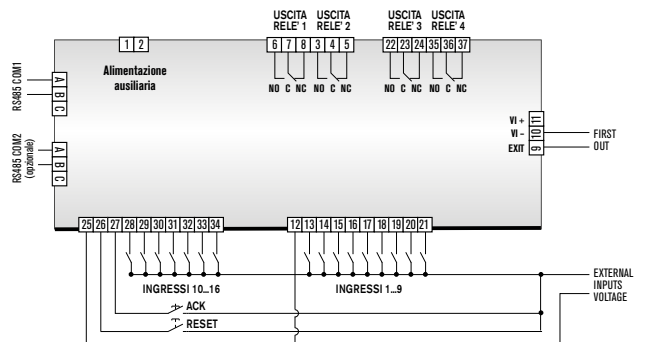 USCITA RELE' 1
USCITA RELE' 2
USCITA RELE' 3
USCITA RELE' 4
1 2
6 7 8 3 4 5
22 23 24 35 36 37
Alimentazione
ausiliaria
NO C NC NO C NC
NO C NC NO C NC
RS485 COM1
A
B
C
RS485 COM2
(opzionale)
A
B
C
VI + 11
VI – 10
EXIT 9
FIRST
OUT
25 26 27 28 29 30 31 32 33 34
12 13 14 15 16 17 18 19 20 21
INGRESSI 10...16
INGRESSI 1...9
EXTERNAL
INPUTS
VOLTAGE
ACK
RESET